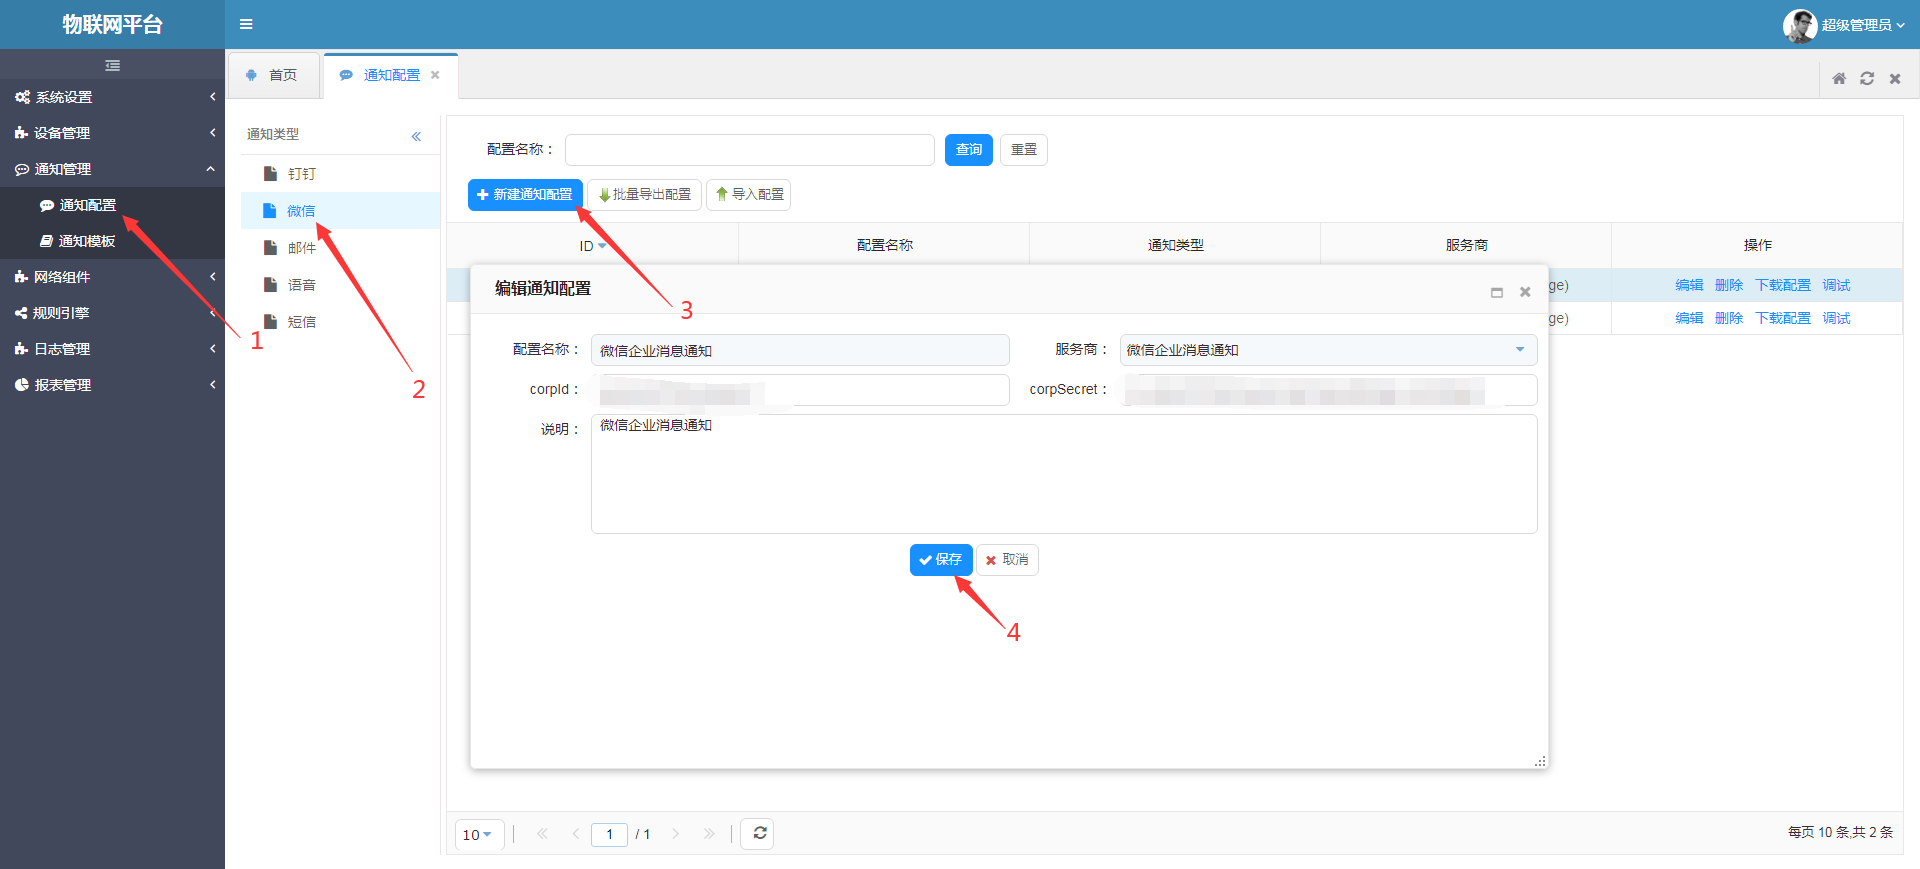 物联网平台
超级管理员
首页
通知配置
系统设置
设备管理
通知管理
通知配置
通知模板
网络组件
规则引擎
日志管理
报表管理
通知类型
钉钉
微信
邮件
语音
短信
配置名称：
查询
重置
新建通知配置
批量导出配置
导入配置
ID
配置名称
通知类型
服务商
操作
ge)
编辑 删除 下载配置 调试
ge)
编辑 删除 下载配置 调试
编辑通知配置
配置名称：
微信企业消息通知
服务商：
微信企业消息通知
corpId：
corpSecret：
说明：
微信企业消息通知
保存
取消
1
2
3
4
10
1
/ 1
每页 10 条,共 2 条